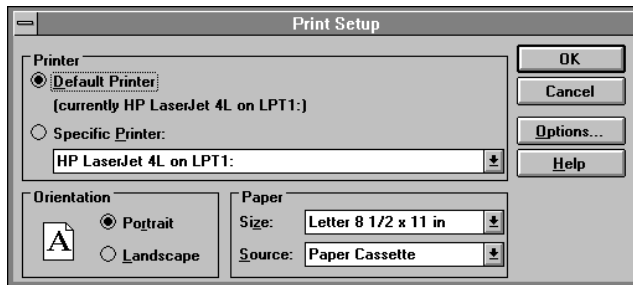 Print Setup
Printer
Default Printer
(currently HP LaserJet 4L on LPT1:)
Specific Printer:
HP LaserJet 4L on LPT1:
OK
Cancel
Options...
Help
Orientation
A
Portrait
Landscape
Paper
Size: Letter 8 1/2 x 11 in
Source: Paper Cassette